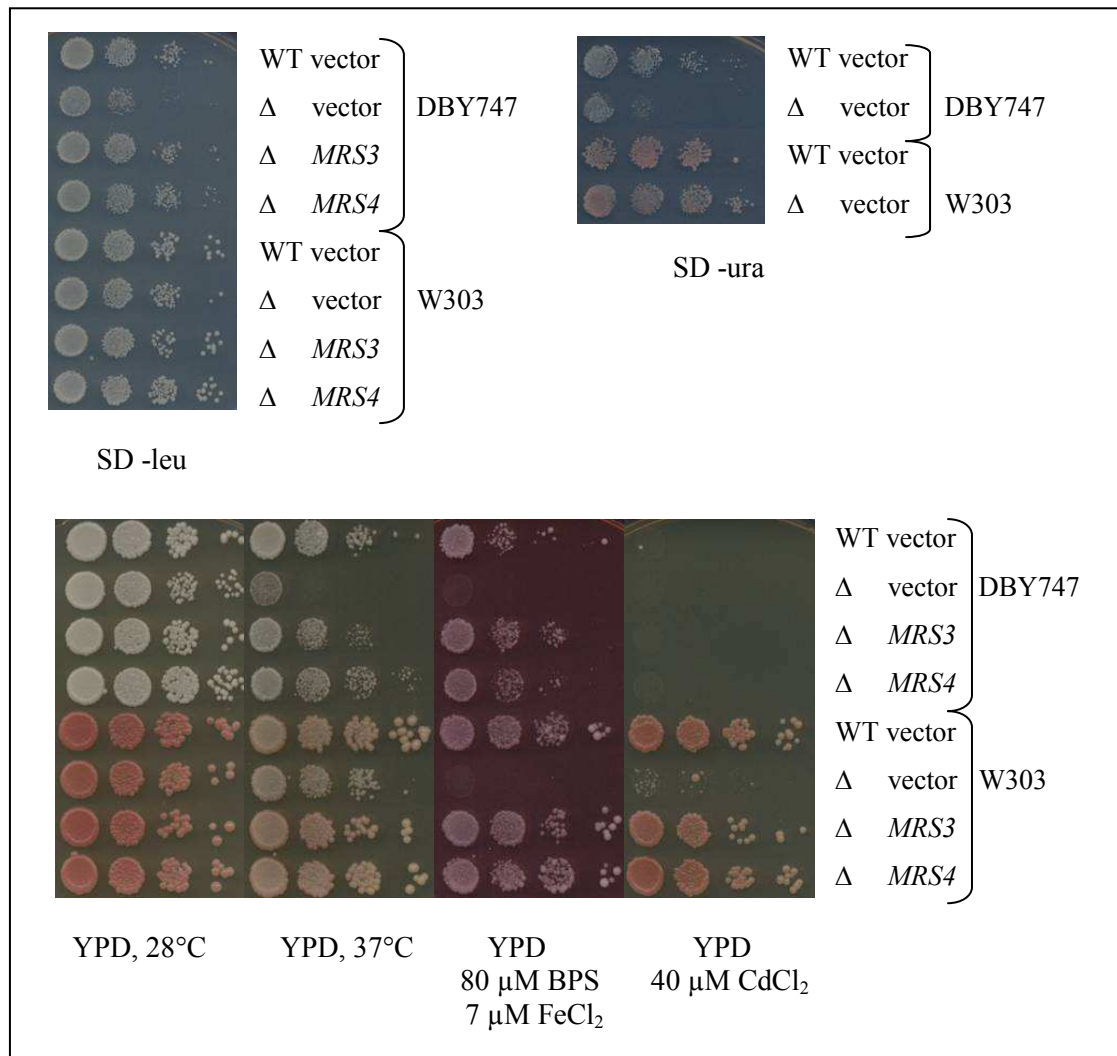 WT vector
Δ vector
Δ MRS3
Δ MRS4
DBY747
WT vector
Δ vector
Δ MRS3
Δ MRS4
W303
SD -leu
WT vector
Δ vector
DBY747
WT vector
Δ vector
W303
SD -ura
WT vector
Δ vector
Δ MRS3
Δ MRS4
DBY747
WT vector
Δ vector
Δ MRS3
Δ MRS4
W303
YPD, 28°C
YPD, 37°C
YPD
80 µM BPS
7 µM FeCl₂
YPD
40 µM CdCl₂